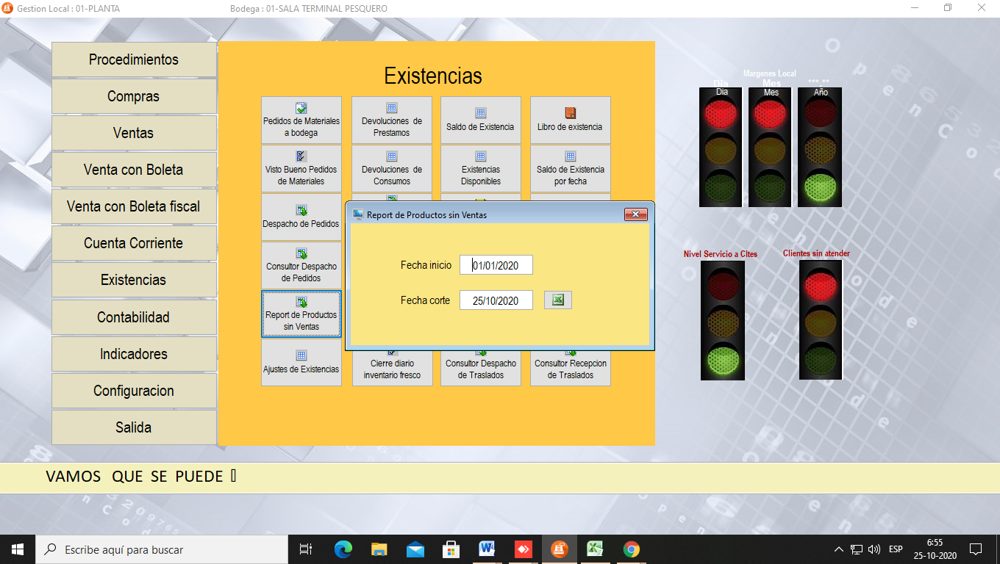 Gestion Local : 01-PLANTA
Bodega : 01-SALA TERMINAL PESQUERO
Procedimientos
Compras
Ventas
Venta con Boleta
Venta con Boleta fiscal
Cuenta Corriente
Existencias
Contabilidad
Indicadores
Configuracion
Salida
Existencias
Pedidos de Materiales
a bodega
Devoluciones de
Prestamos
Saldo de Existencia
Libro de existencia
Visto Bueno Pedidos
de Materiales
Devoluciones de
Consumos
Existencias
Disponibles
Saldo de Existencia
por fecha
Despacho de Pedidos
Consultor Despacho
de Pedidos
Report de Productos
sin Ventas
Ajustes de Existencias
Cierre diario
inventario fresco
Consultor Despacho
de Traslados
Consultor Recepcion
de Traslados
Report de Productos sin Ventas
Fecha inicio 01/01/2020
Fecha corte 25/10/2020
Margenes Local
Dia Mes ***.**
Dia Mes Año
Nivel Servicio a Cltes
Clientes sin atender
VAMOS QUE SE PUEDE
Escribe aquí para buscar
ESP
6:55
25-10-2020